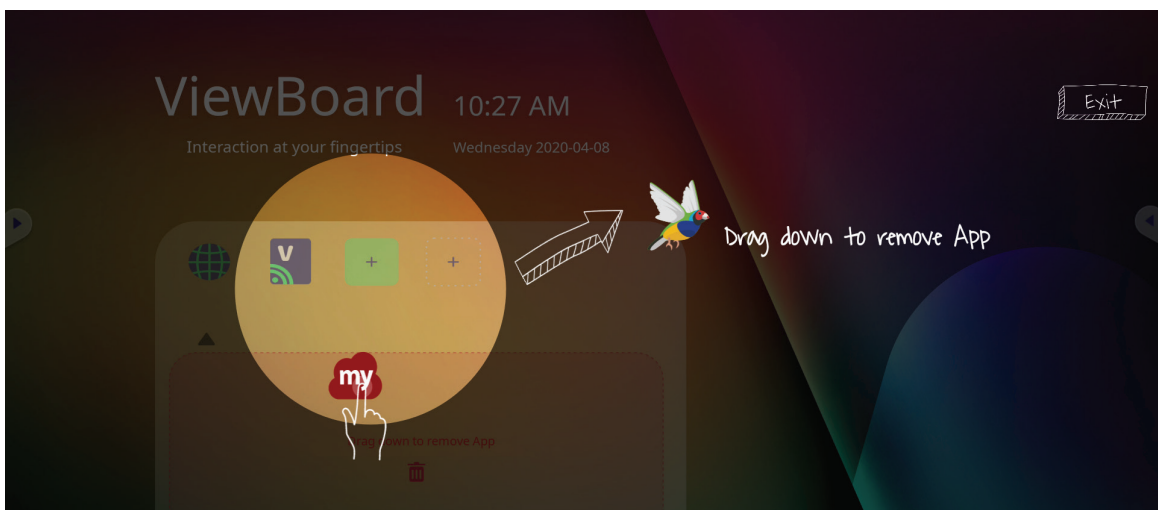 ViewBoard
10:27 AM
Interaction at your fingertips
Wednesday 2020-04-08
Exit
Drag down to remove App
V
+
+
my
Drag down to remove App